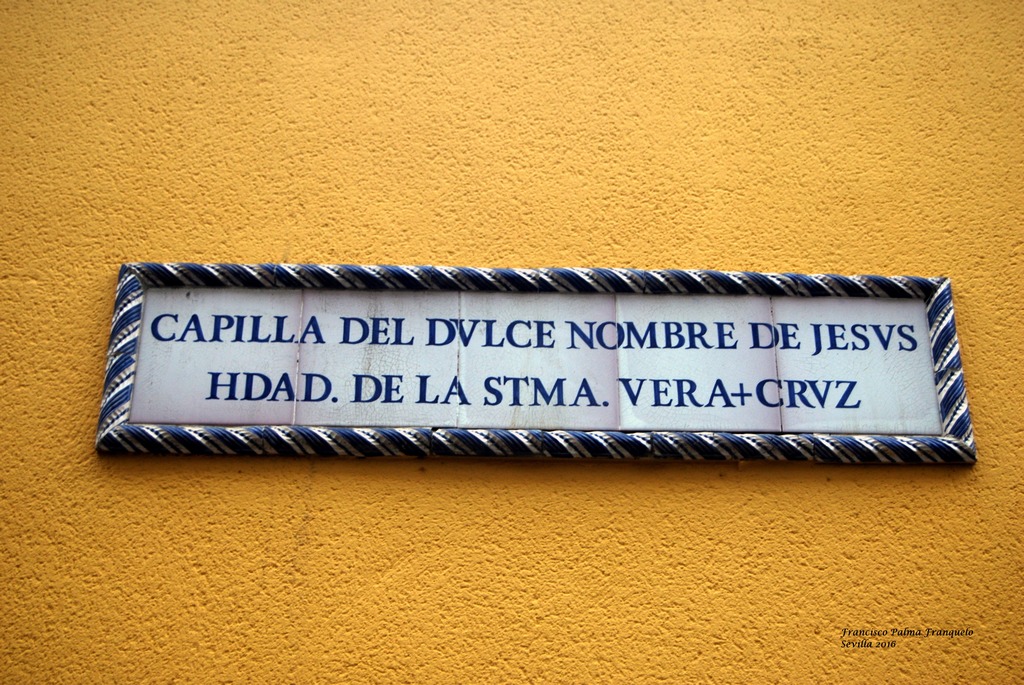 CAPILLA DEL DVLCE NOMBRE DE JESVS
HDAD. DE LA STMA. VERA+CRVZ
Francisco Palma Franquelo
Sevilla 2016